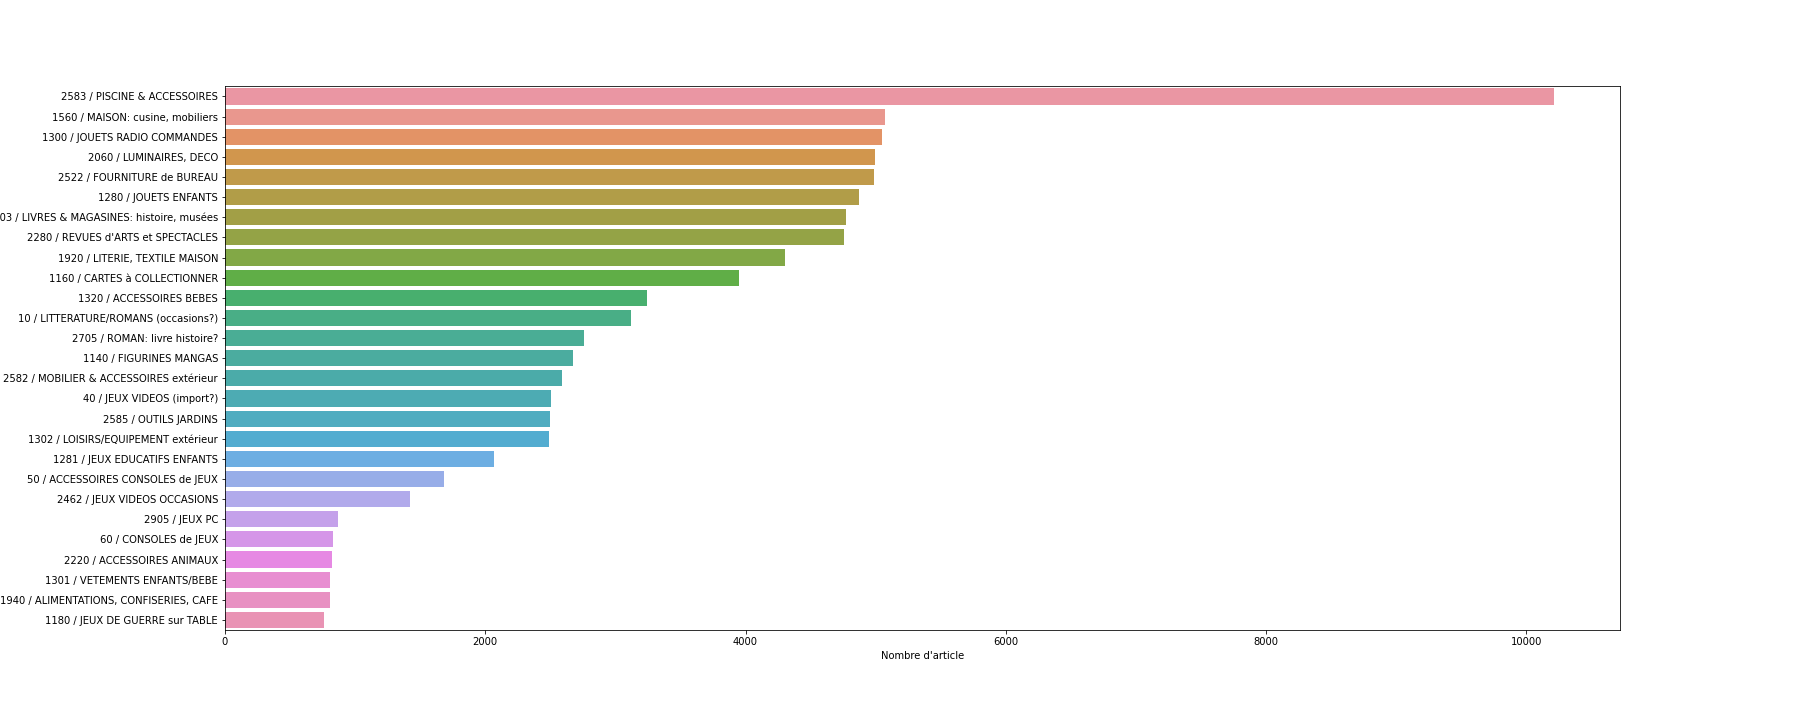 2583 / PISCINE & ACCESSOIRES
1560 / MAISON: cusine, mobiliers
1300 / JOUETS RADIO COMMANDES
2060 / LUMINAIRES, DECO
2522 / FOURNITURE de BUREAU
1280 / JOUETS ENFANTS
03 / LIVRES & MAGASINES: histoire, musées
2280 / REVUES d'ARTS et SPECTACLES
1920 / LITERIE, TEXTILE MAISON
1160 / CARTES à COLLECTIONNER
1320 / ACCESSOIRES BEBES
10 / LITTERATURE/ROMANS (occasions?)
2705 / ROMAN: livre histoire?
1140 / FIGURINES MANGAS
2582 / MOBILIER & ACCESSOIRES extérieur
40 / JEUX VIDEOS (import?)
2585 / OUTILS JARDINS
1302 / LOISIRS/EQUIPEMENT extérieur
1281 / JEUX EDUCATIFS ENFANTS
50 / ACCESSOIRES CONSOLES de JEUX
2462 / JEUX VIDEOS OCCASIONS
2905 / JEUX PC
60 / CONSOLES de JEUX
2220 / ACCESSOIRES ANIMAUX
1301 / VETEMENTS ENFANTS/BEBE
1940 / ALIMENTATIONS, CONFISERIES, CAFE
1180 / JEUX DE GUERRE sur TABLE
0 2000 4000 6000 8000 10000
Nombre d'article